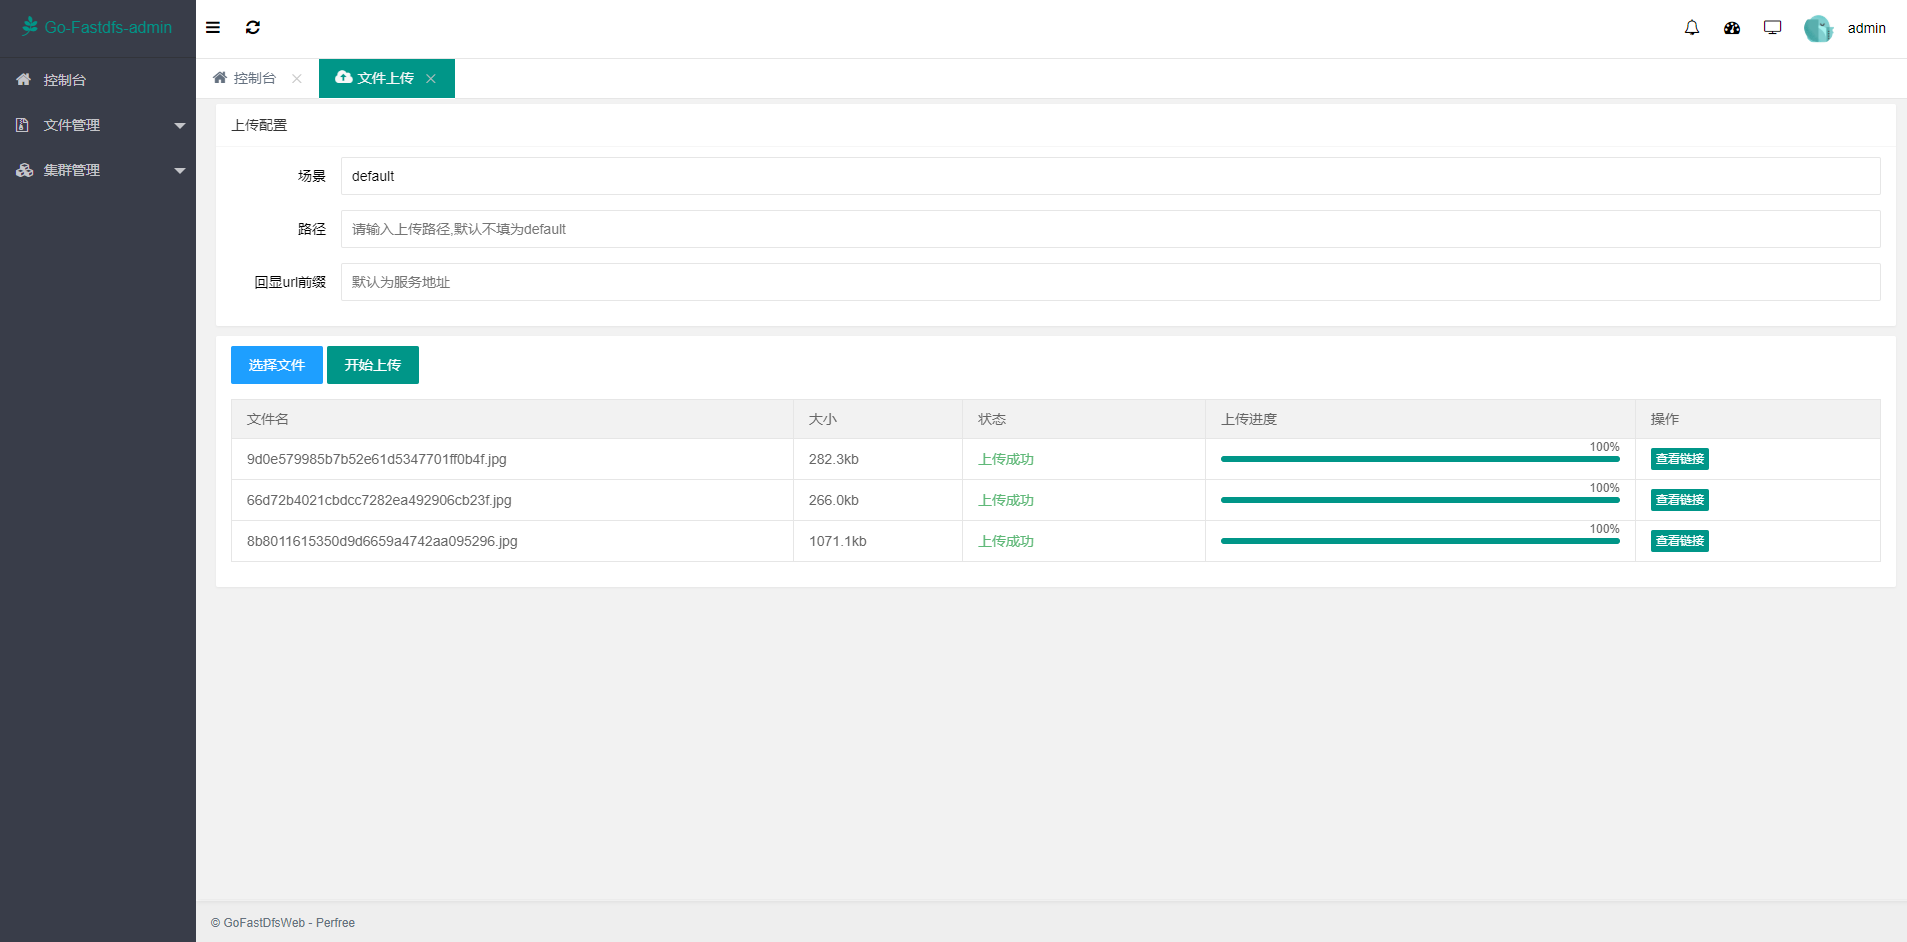 Go-Fastdfs-admin
admin
控制台
文件管理
集群管理
控制台
文件上传
上传配置
场景 default
路径 请输入上传路径,默认不填为default
回显url前缀 默认为服务地址
选择文件 开始上传
文件名 大小 状态 上传进度 操作
9d0e579985b7b52e61d5347701ff0b4f.jpg 282.3kb 上传成功 100% 查看链接
66d72b4021cbdcc7282ea492906cb23f.jpg 266.0kb 上传成功 100% 查看链接
8b8011615350d9d6659a4742aa095296.jpg 1071.1kb 上传成功 100% 查看链接
© GoFastDfsWeb - Perfree